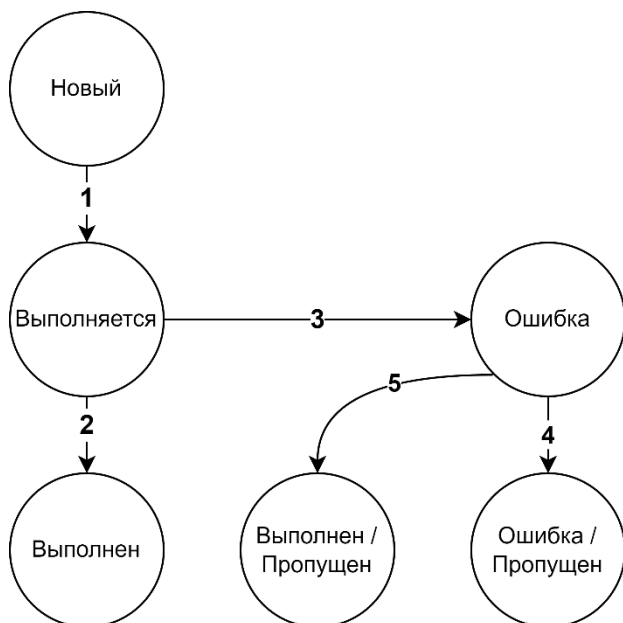 Новый
1
Выполняется
3
Ошибка
5
2
4
Выполнен
Выполнен /
Пропущен
Ошибка /
Пропущен